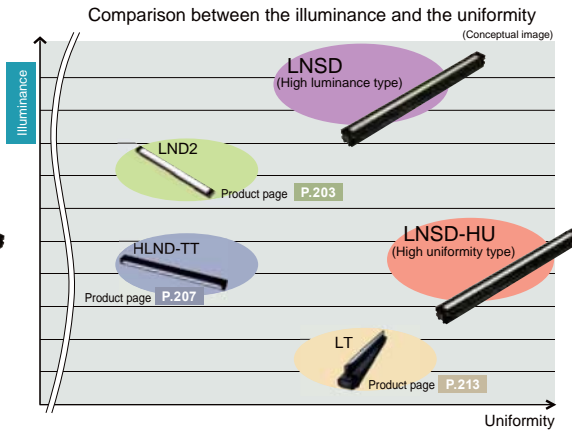 Comparison between the illuminance and the uniformity
(Conceptual image)
Illuminance
LNSD
(High luminance type)
LND2
Product page P.203
LNSD-HU
(High uniformity type)
HLND-TT
Product page P.207
LT
Product page P.213
Uniformity